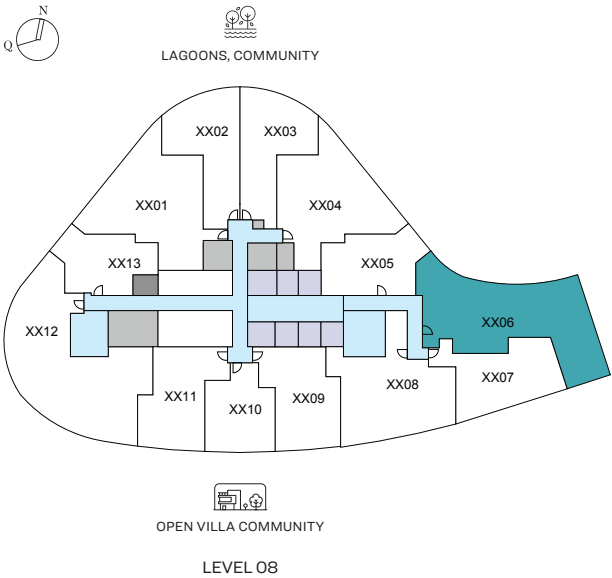 N
Q
LAGOONS, COMMUNITY
XX02
XX03
XX01
XX04
XX13
XX05
XX12
XX06
XX11
XX10
XX09
XX08
XX07
OPEN VILLA COMMUNITY
LEVEL 08